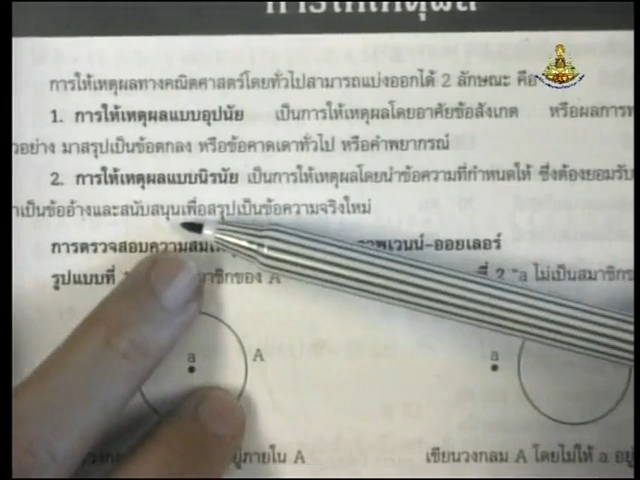 การให้เหตุผล
การให้เหตุผลทางคณิตศาสตร์โดยทั่วไปสามารถแบ่งออกได้ 2 ลักษณะ คือ
1. การให้เหตุผลแบบอุปนัย เป็นการให้เหตุผลโดยอาศัยข้อสังเกต หรือผลการ
วอย่าง มาสรุปเป็นข้อตกลง หรือข้อคาดเดาทั่วไป หรือคำพยากรณ์
2. การให้เหตุผลแบบนิรนัย เป็นการให้เหตุผลโดยนำข้อความที่กำหนดให้ ซึ่งต้องยอมรับ
าเป็นข้ออ้างและสนับสนุนเพื่อสรุปเป็นข้อความจริงใหม่
การตรวจสอบความสมเหตุ พเวนน์-ออยเลอร์
รูปแบบที่ มาชิกของ A ที่ 2 "a ไม่เป็นสมาชิกข
a A a
วงก ยู่ภายใน A เขียนวงกลม A โดยไม่ให้ a อยู่